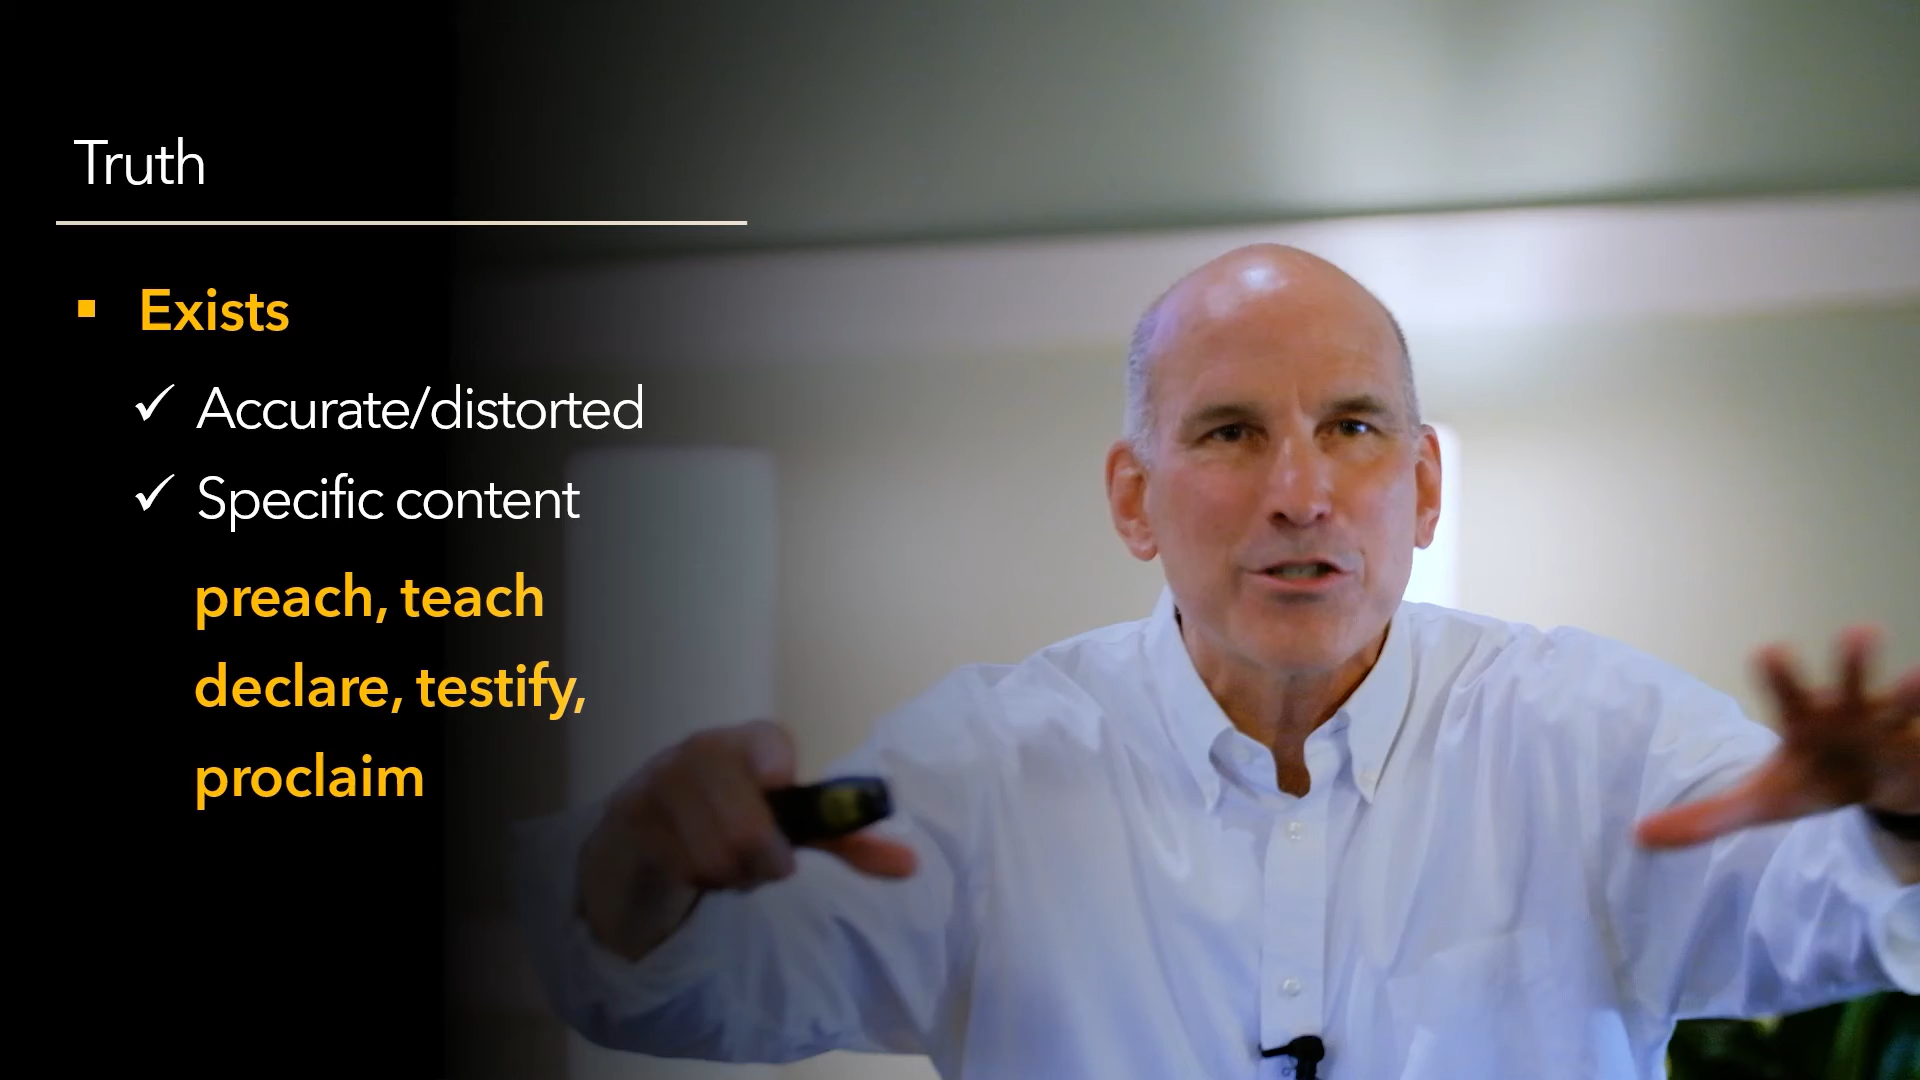 Truth
▪ Exists
✓ Accurate/distorted
✓ Specific content
preach, teach
declare, testify,
proclaim